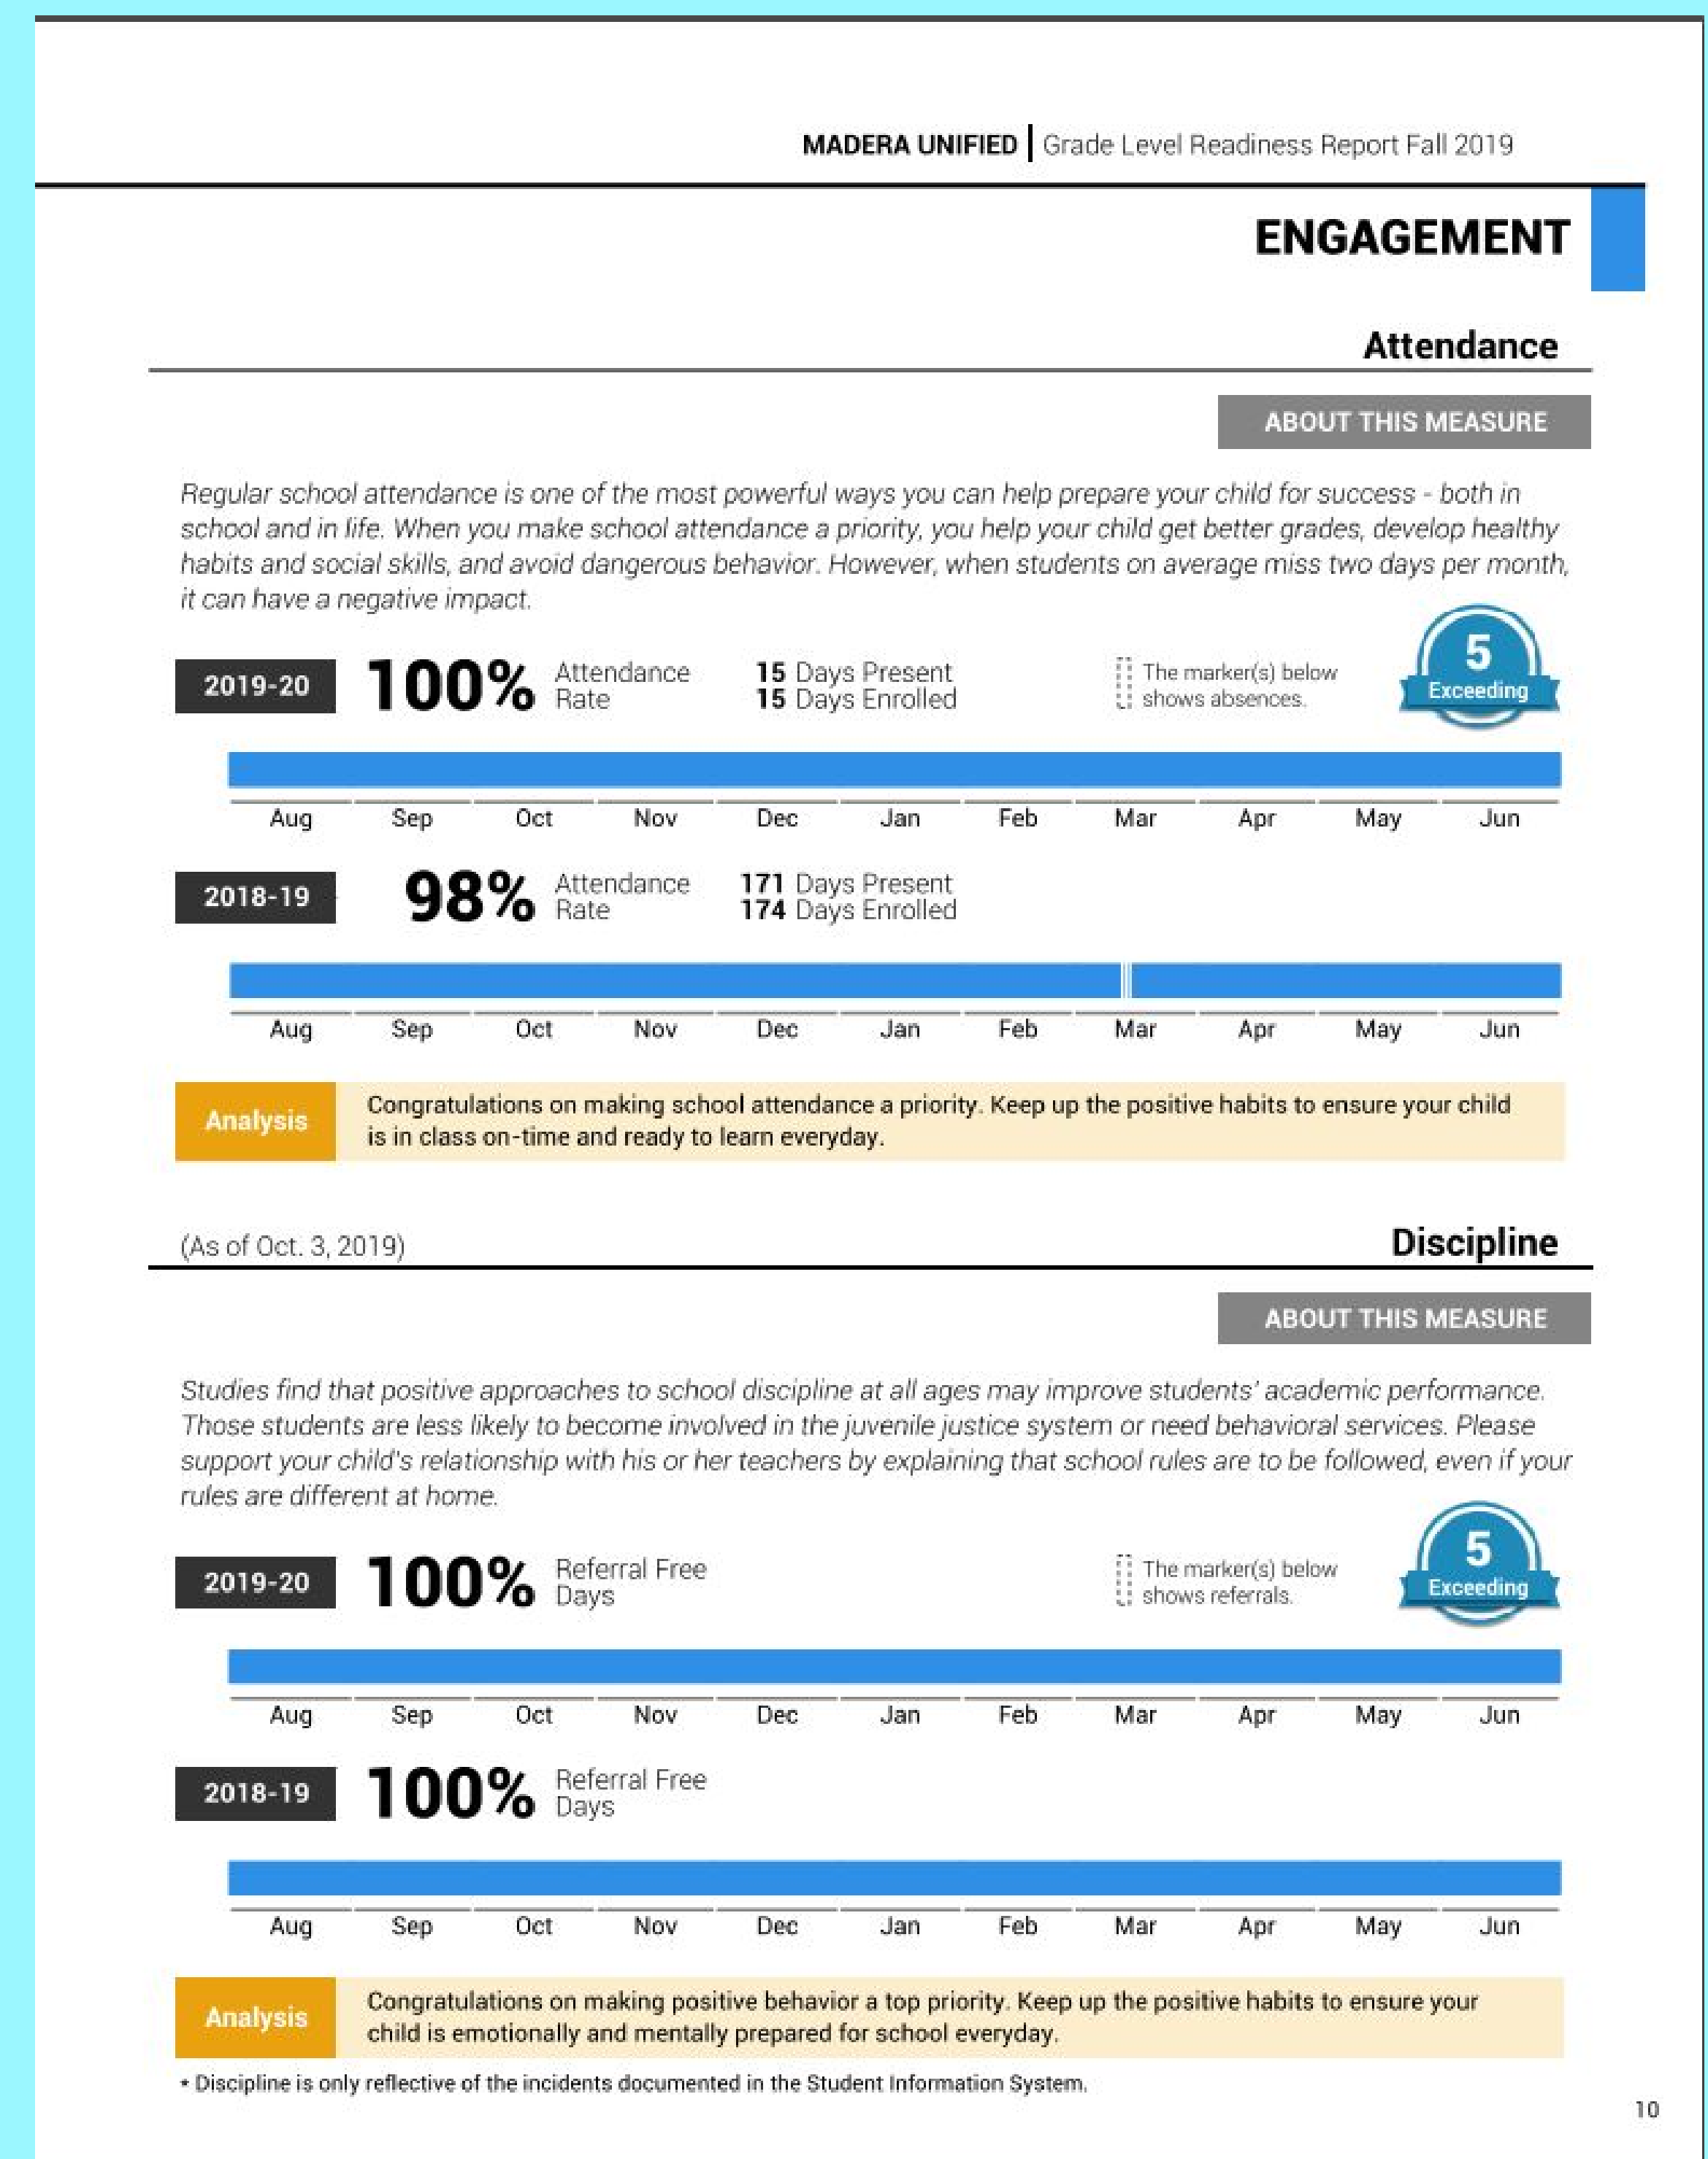 MADERA UNIFIED | Grade Level Readiness Report Fall 2019
ENGAGEMENT
Attendance
ABOUT THIS MEASURE
Regular school attendance is one of the most powerful ways you can help prepare your child for success - both in
school and in life. When you make school attendance a priority, you help your child get better grades, develop healthy
habits and social skills, and avoid dangerous behavior. However, when students on average miss two days per month,
it can have a negative impact.
2019-20 100% Attendance Rate 15 Days Present 15 Days Enrolled The marker(s) below shows absences. 5 Exceeding
Aug Sep Oct Nov Dec Jan Feb Mar Apr May Jun
2018-19 98% Attendance Rate 171 Days Present 174 Days Enrolled
Aug Sep Oct Nov Dec Jan Feb Mar Apr May Jun
Analysis
Congratulations on making school attendance a priority. Keep up the positive habits to ensure your child
is in class on-time and ready to learn everyday.
(As of Oct. 3, 2019) Discipline
ABOUT THIS MEASURE
Studies find that positive approaches to school discipline at all ages may improve students' academic performance.
Those students are less likely to become involved in the juvenile justice system or need behavioral services. Please
support your child's relationship with his or her teachers by explaining that school rules are to be followed, even if your
rules are different at home.
2019-20 100% Referral Free Days The marker(s) below shows referrals. 5 Exceeding
Aug Sep Oct Nov Dec Jan Feb Mar Apr May Jun
2018-19 100% Referral Free Days
Aug Sep Oct Nov Dec Jan Feb Mar Apr May Jun
Analysis
Congratulations on making positive behavior a top priority. Keep up the positive habits to ensure your
child is emotionally and mentally prepared for school everyday.
* Discipline is only reflective of the incidents documented in the Student Information System.
10